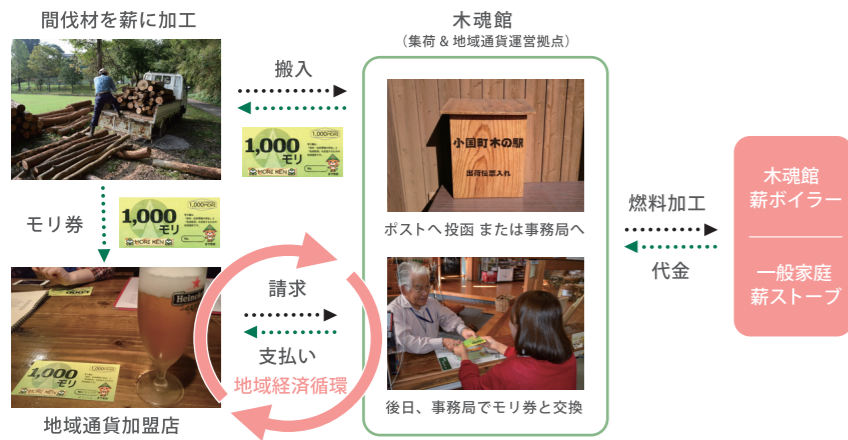 間伐材を薪に加工
木魂館
（集荷 & 地域通貨運営拠点）
搬入
1,000
モリ
MORI KEN
小国町木の駅
出荷伝票入れ
ポストへ投函 または事務局へ
モリ券
1,000
モリ
MORI KEN
燃料加工
代金
木魂館
薪ボイラー
一般家庭
薪ストーブ
Heineken
1,000
モリ
請求
支払い
地域経済循環
地域通貨加盟店
後日、事務局でモリ券と交換